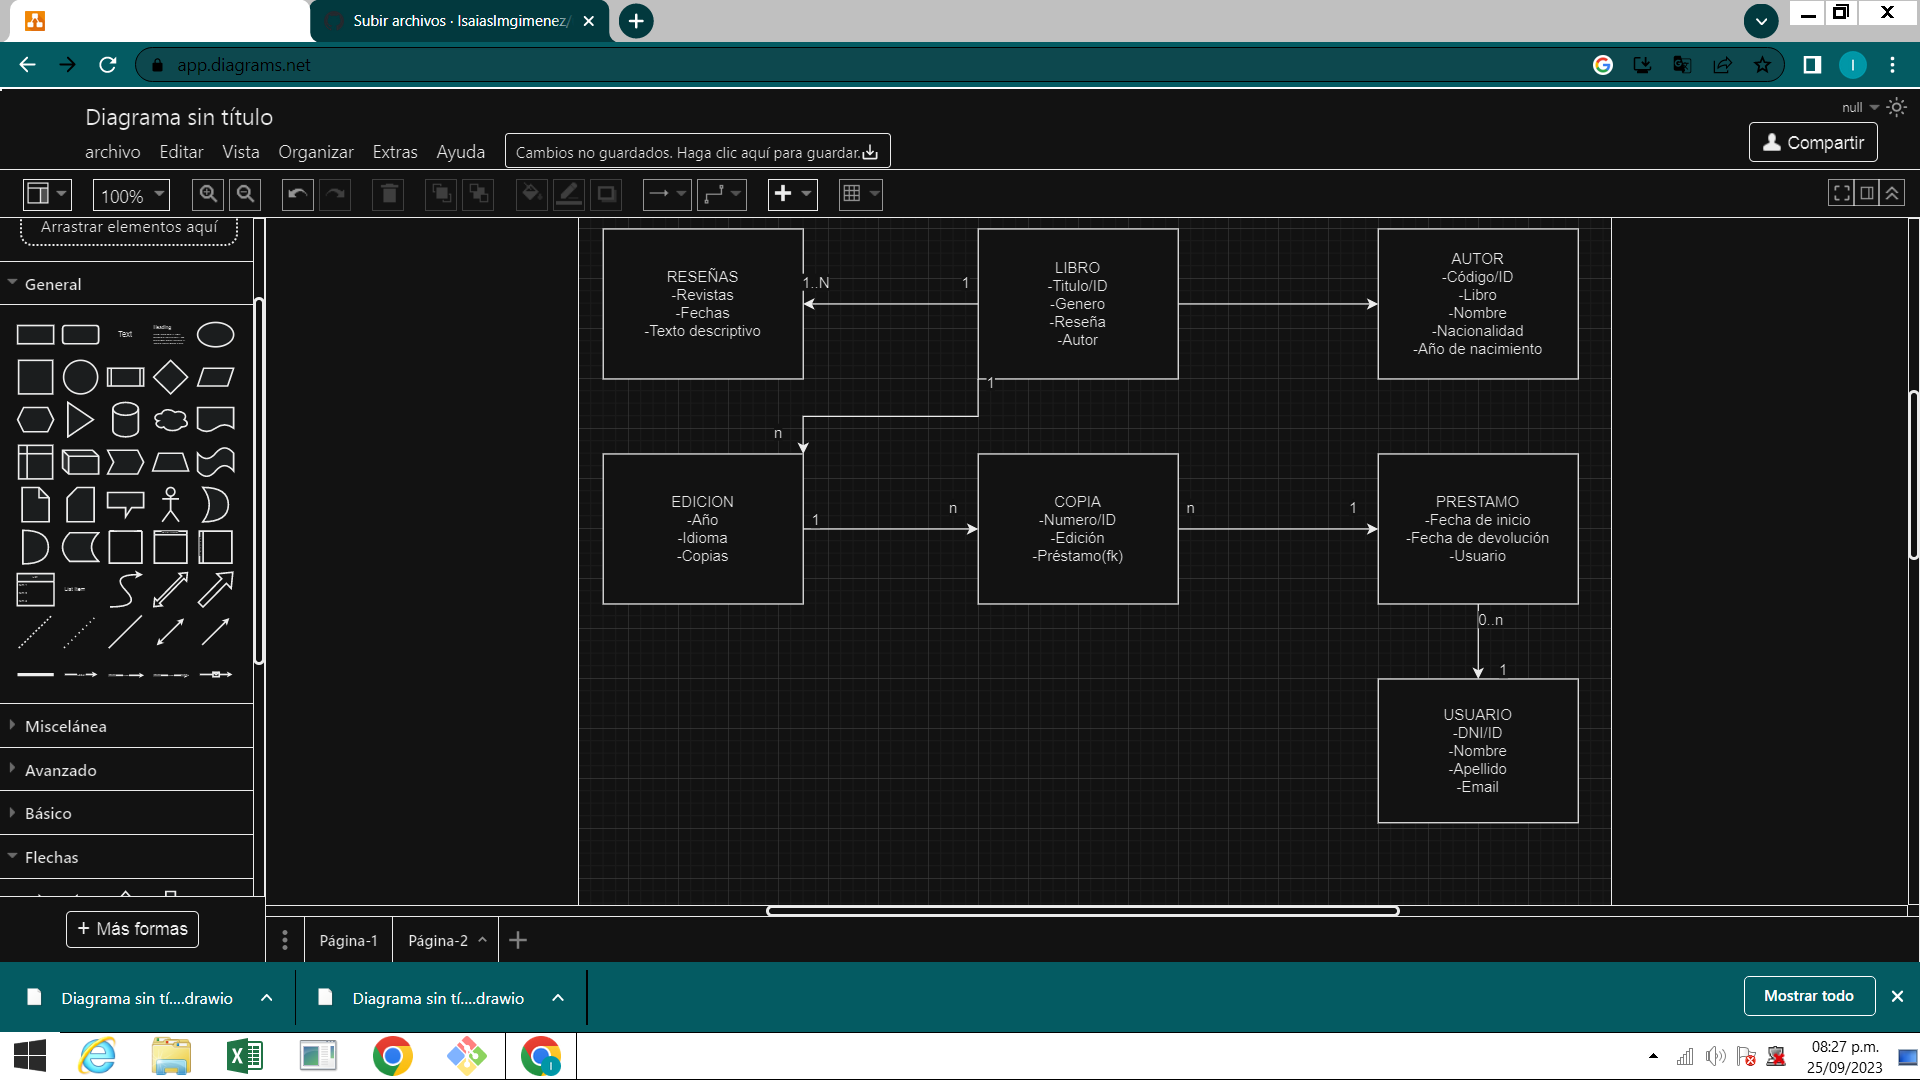 Subir archivos · IsaiasImgimenez/
app.diagrams.net
I
Diagrama sin título
null
archivo Editar Vista Organizar Extras Ayuda
Cambios no guardados. Haga clic aquí para guardar.
Compartir
100%
Arrastrar elementos aquí
General
Text
Heading
List Item
Miscelánea
Avanzado
Básico
Flechas
+ Más formas
RESEÑAS
-Revistas
-Fechas
-Texto descriptivo
1..N
1
LIBRO
-Titulo/ID
-Genero
-Reseña
-Autor
AUTOR
-Código/ID
-Libro
-Nombre
-Nacionalidad
-Año de nacimiento
1
n
EDICION
-Año
-Idioma
-Copias
1
n
COPIA
-Numero/ID
-Edición
-Préstamo(fk)
n
1
PRESTAMO
-Fecha de inicio
-Fecha de devolución
-Usuario
0..n
1
USUARIO
-DNI/ID
-Nombre
-Apellido
-Email
Página-1
Página-2
Diagrama sin tí....drawio
Diagrama sin tí....drawio
Mostrar todo
08:27 p.m.
25/09/2023